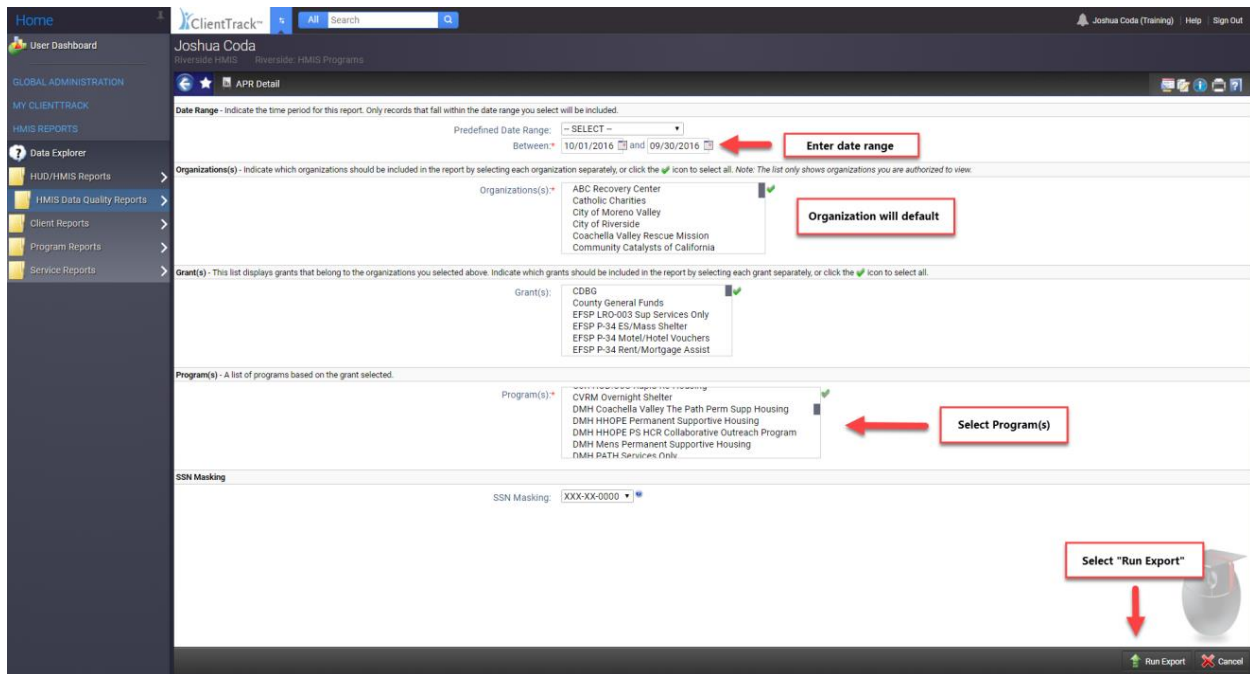 Home
ClientTrack™
All
Search
Joshua Coda (Training)
Help
Sign Out
User Dashboard
Joshua Coda
Riverside HMIS Riverside: HMIS Programs
GLOBAL ADMINISTRATION
MY CLIENTTRACK
HMIS REPORTS
Data Explorer
HUD/HMIS Reports
HMIS Data Quality Reports
Client Reports
Program Reports
Service Reports
APR Detail
Date Range - Indicate the time period for this report. Only records that fall within the date range you select will be included.
Predefined Date Range: -- SELECT --
Between:* 10/01/2016 and 09/30/2016
Enter date range
Organizations(s) - Indicate which organizations should be included in the report by selecting each organization separately, or click the icon to select all. Note: The list only shows organizations you are authorized to view.
Organizations(s):*
ABC Recovery Center
Catholic Charities
City of Moreno Valley
City of Riverside
Coachella Valley Rescue Mission
Community Catalysts of California
Organization will default
Grant(s) - This list displays grants that belong to the organizations you selected above. Indicate which grants should be included in the report by selecting each grant separately, or click the icon to select all.
Grant(s):
CDBG
County General Funds
EFSP LRO-003 Sup Services Only
EFSP P-34 ES/Mass Shelter
EFSP P-34 Motel/Hotel Vouchers
EFSP P-34 Rent/Mortgage Assist
Program(s) - A list of programs based on the grant selected.
Program(s):*
CVRM Overnight Shelter
DMH Coachella Valley The Path Perm Supp Housing
DMH HHOPE Permanent Supportive Housing
DMH HHOPE PS HCR Collaborative Outreach Program
DMH Mens Permanent Supportive Housing
DMH PATH Services Only
Select Program(s)
SSN Masking
SSN Masking: XXX-XX-0000
Select "Run Export"
Run Export
Cancel